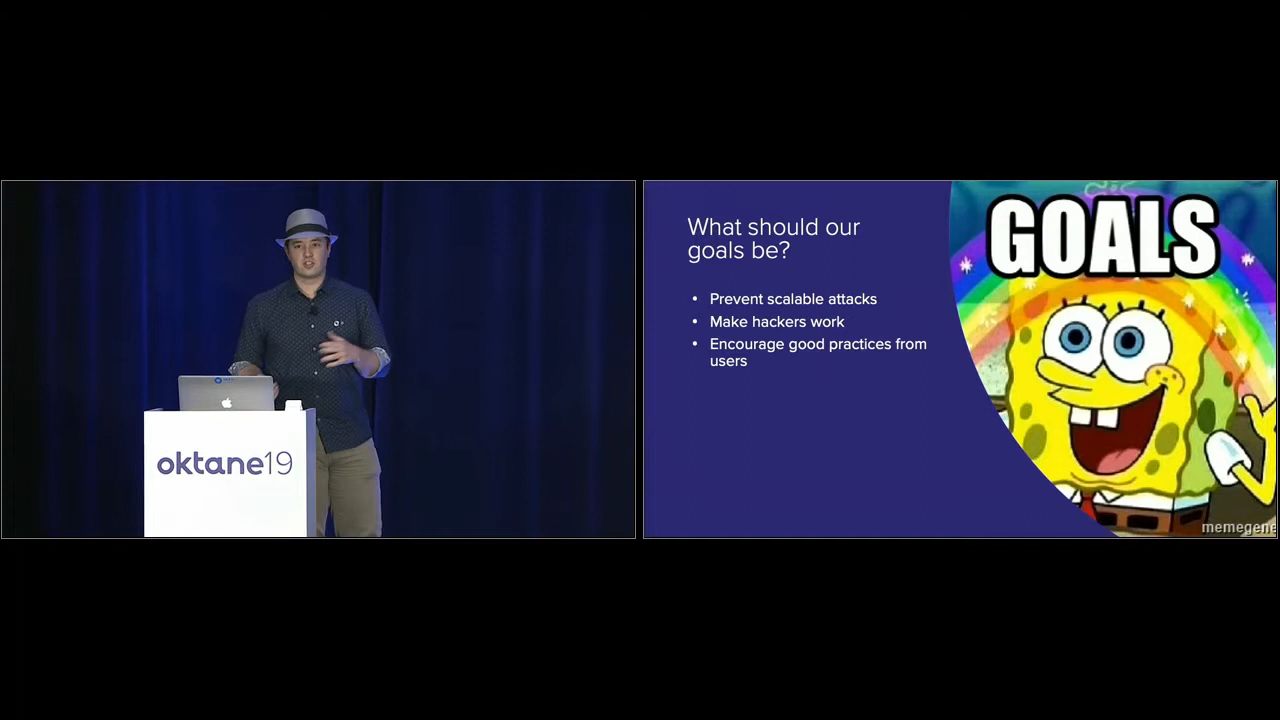 oktane19
What should our
goals be?
• Prevent scalable attacks
• Make hackers work
• Encourage good practices from
users
GOALS
memegene